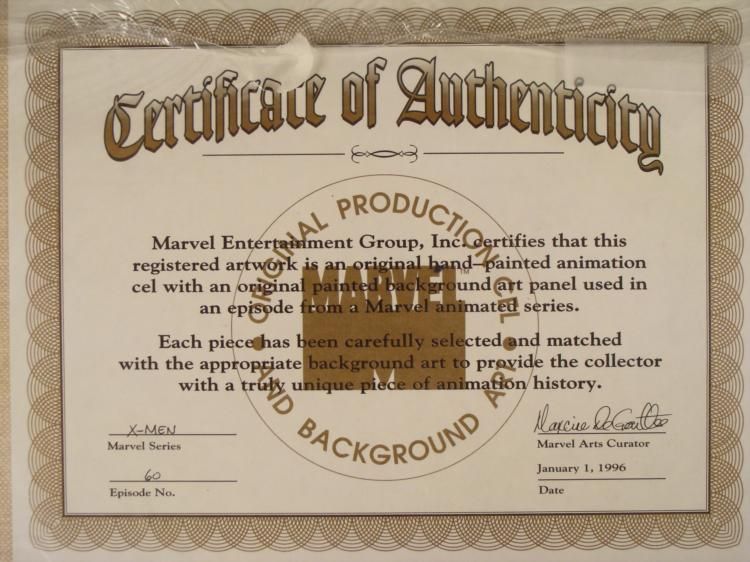 Certificate of Authenticity
ORIGINAL PRODUCTION CEL
AND BACKGROUND ART
MARVEL™
M
Marvel Entertainment Group, Inc. certifies that this
registered artwork is an original hand–painted animation
cel with an original painted background art panel used in
an episode from a Marvel animated series.
Each piece has been carefully selected and matched
with the appropriate background art to provide the collector
with a truly unique piece of animation history.
X-MEN
Marvel Series
60
Episode No.
Marvel Arts Curator
January 1, 1996
Date